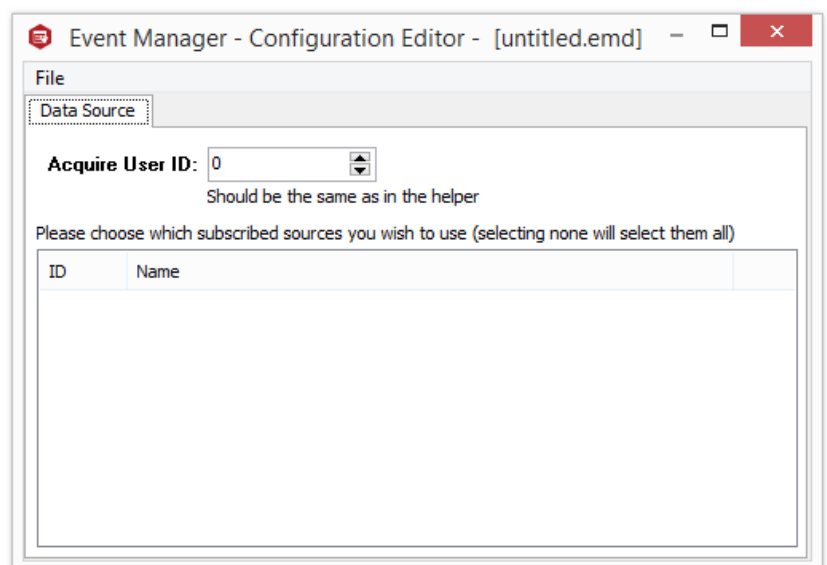 Event Manager - Configuration Editor - [untitled.emd]
File
Data Source
Acquire User ID: 0
Should be the same as in the helper
Please choose which subscribed sources you wish to use (selecting none will select them all)
ID Name